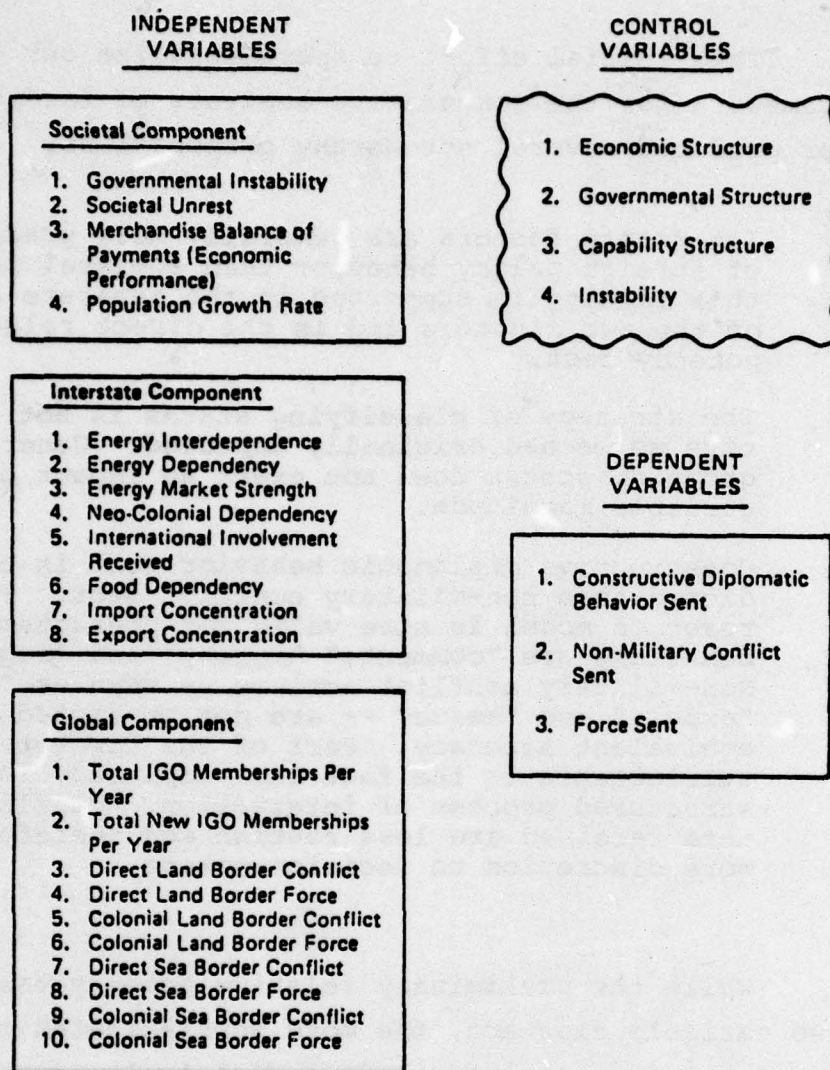 INDEPENDENT
VARIABLES
Societal Component
1. Governmental Instability
2. Societal Unrest
3. Merchandise Balance of
Payments (Economic
Performance)
4. Population Growth Rate
Interstate Component
1. Energy Interdependence
2. Energy Dependency
3. Energy Market Strength
4. Neo-Colonial Dependency
5. International Involvement
Received
6. Food Dependency
7. Import Concentration
8. Export Concentration
Global Component
1. Total IGO Memberships Per
Year
2. Total New IGO Memberships
Per Year
3. Direct Land Border Conflict
4. Direct Land Border Force
5. Colonial Land Border Conflict
6. Colonial Land Border Force
7. Direct Sea Border Conflict
8. Direct Sea Border Force
9. Colonial Sea Border Conflict
10. Colonial Sea Border Force
CONTROL
VARIABLES
1. Economic Structure
2. Governmental Structure
3. Capability Structure
4. Instability
DEPENDENT
VARIABLES
1. Constructive Diplomatic
Behavior Sent
2. Non-Military Conflict
Sent
3. Force Sent